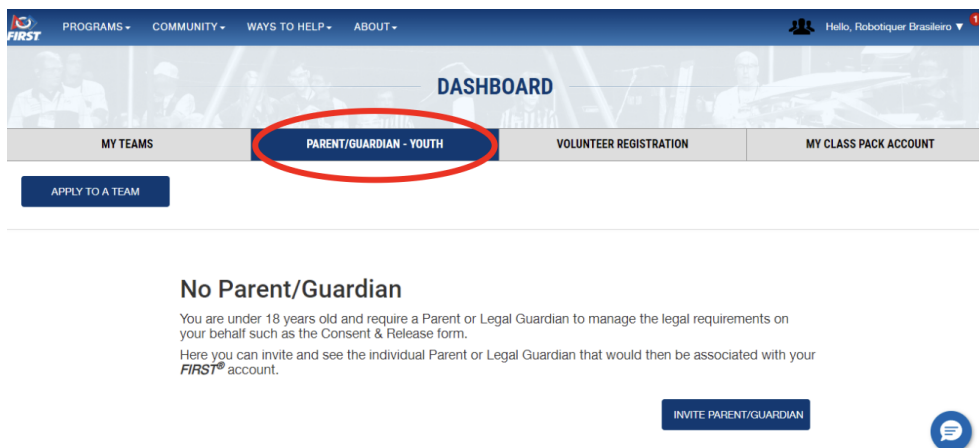 FIRST PROGRAMS COMMUNITY WAYS TO HELP ABOUT Hello, Robotiquer Brasileiro ▼ 1
DASHBOARD
MY TEAMS PARENT/GUARDIAN - YOUTH VOLUNTEER REGISTRATION MY CLASS PACK ACCOUNT
APPLY TO A TEAM
No Parent/Guardian
You are under 18 years old and require a Parent or Legal Guardian to manage the legal requirements on
your behalf such as the Consent & Release form.
Here you can invite and see the individual Parent or Legal Guardian that would then be associated with your
FIRST® account.
INVITE PARENT/GUARDIAN